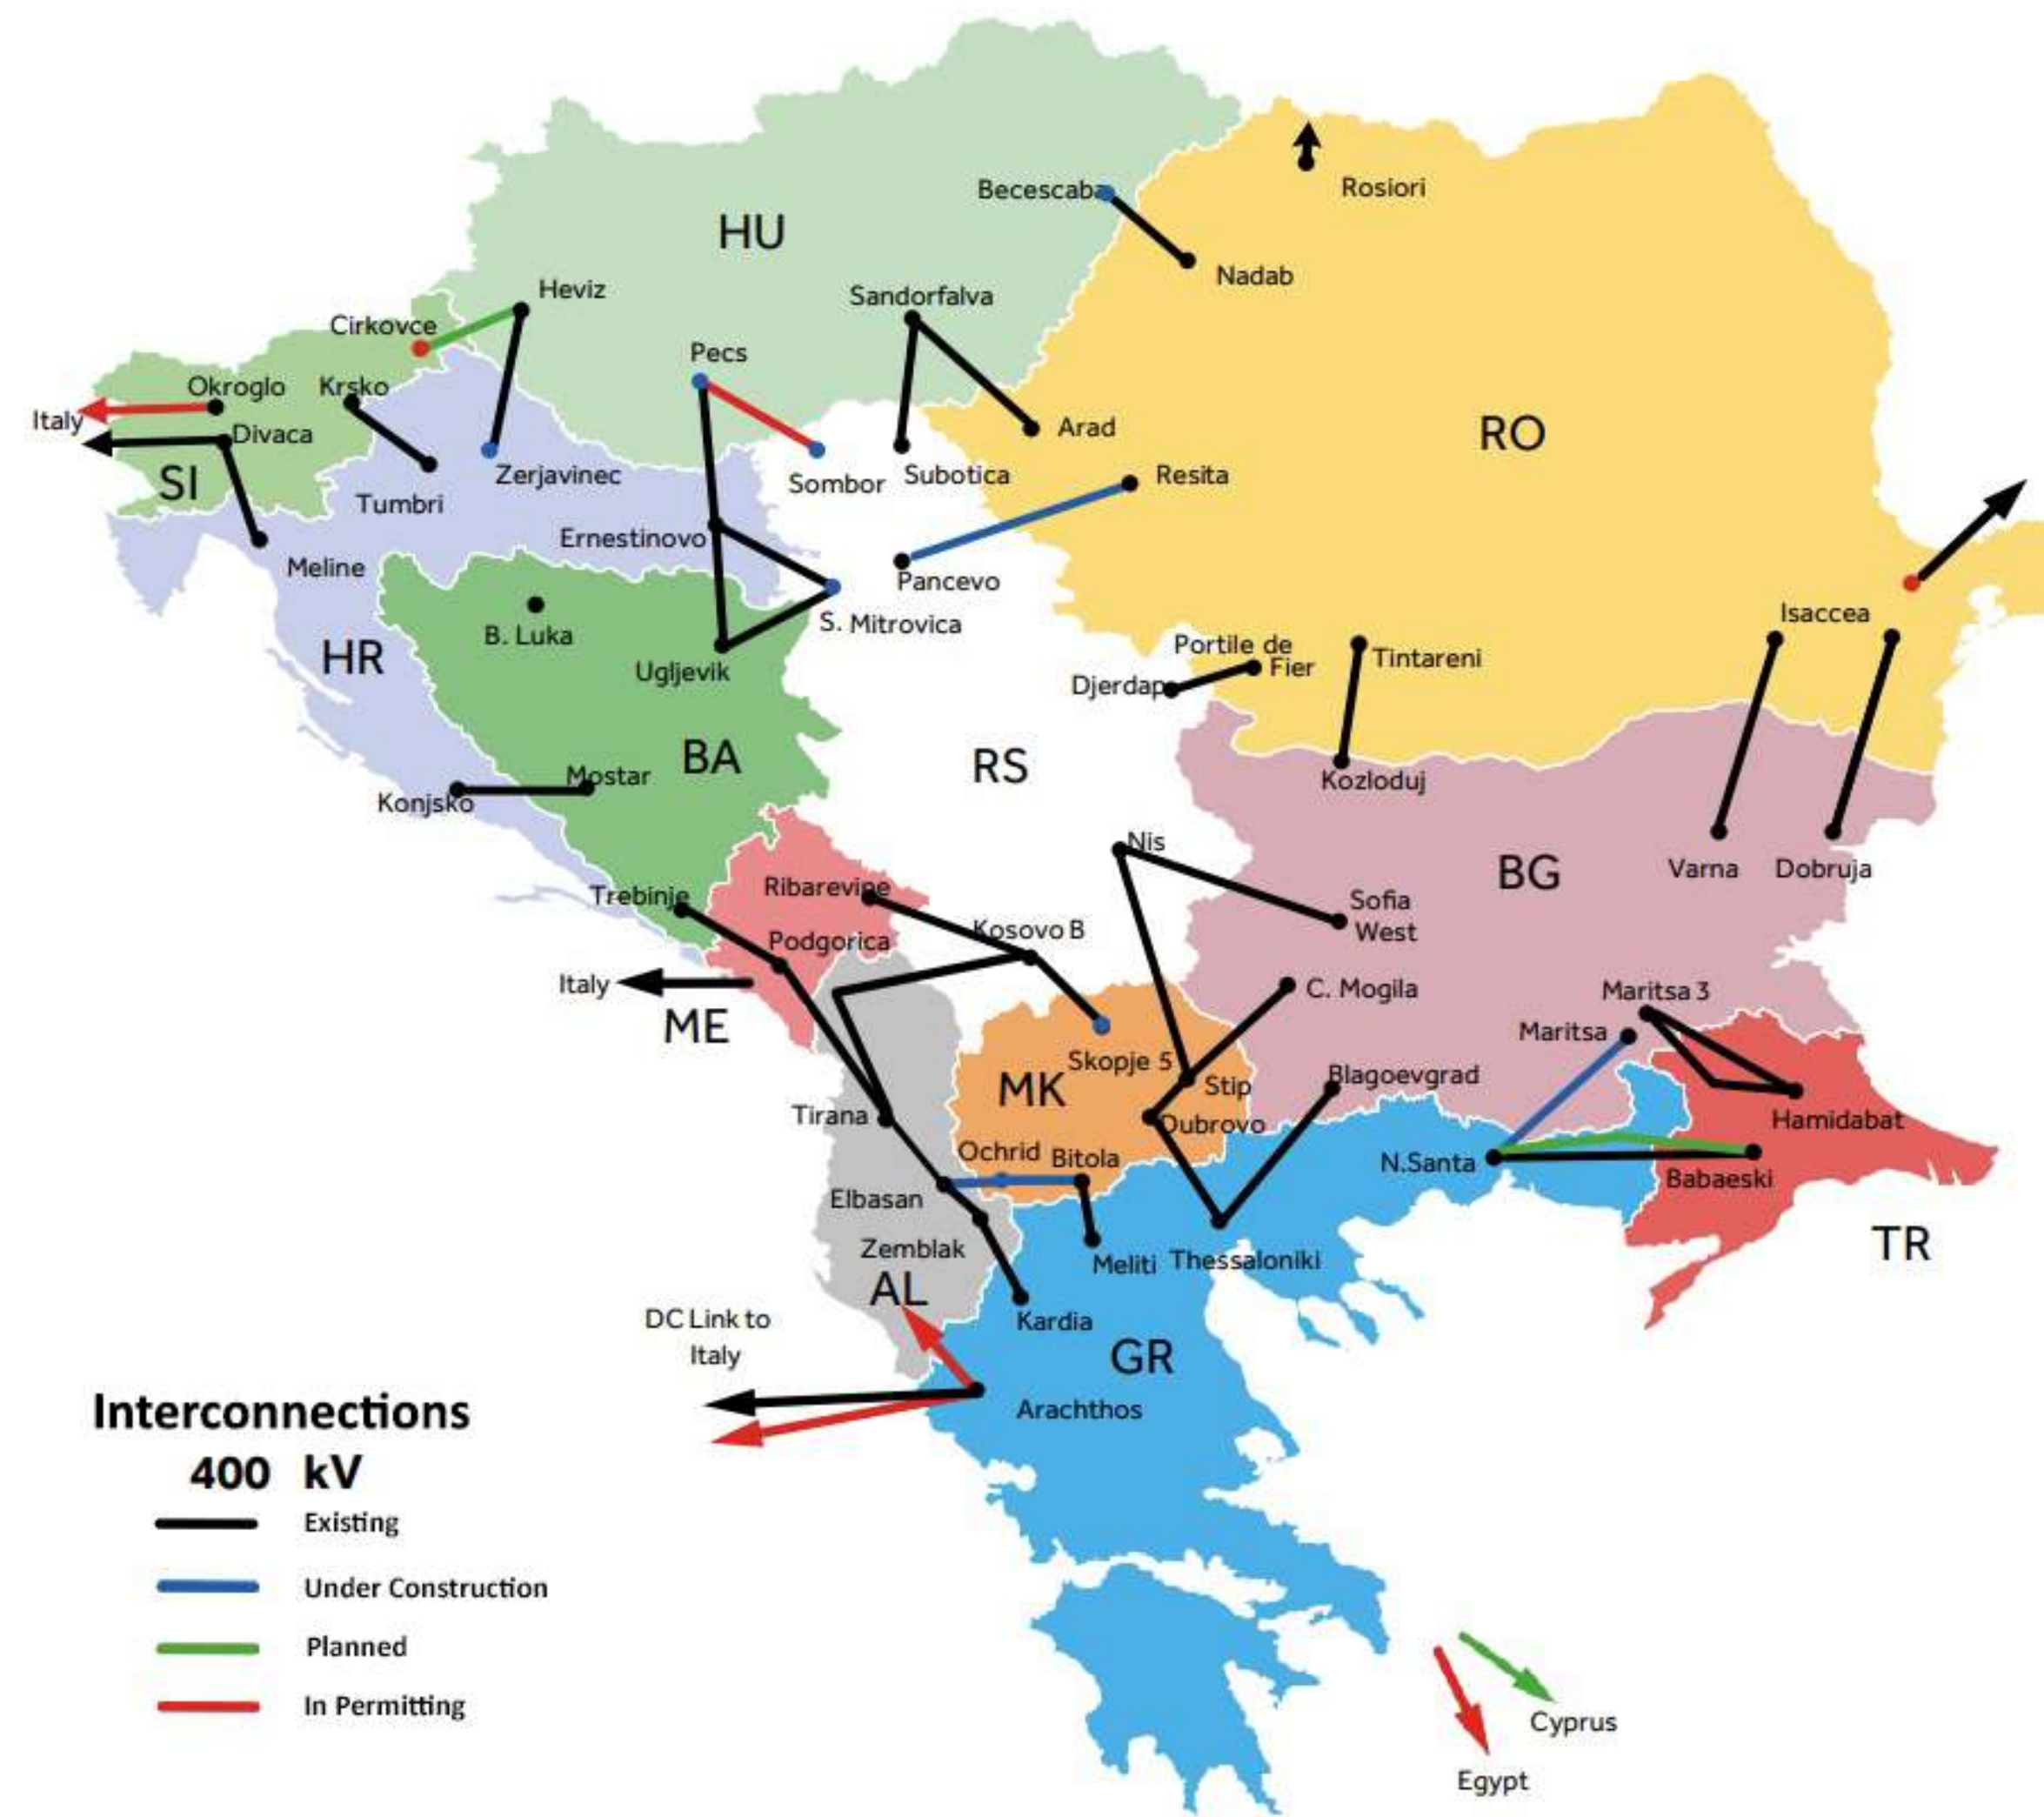 Becescaba
Rosiori
HU
Nadab
Heviz
Sandorfalva
Cirkovce
Pecs
Okroglo
Krsko
Italy
Divaca
Arad
RO
SI
Zerjavinec
Sombor
Subotica
Resita
Tumbri
Ernestinovo
Meline
Pancevo
Isaccea
B. Luka
S. Mitrovica
HR
Ugljevik
Portile de
Fier
Tintareni
Djerdap
BA
RS
Mostar
Kozloduj
Konjsko
Nis
Varna
Dobruja
BG
Trebinje
Ribarevine
Sofia
West
Kosovo B
Podgorica
Italy
C. Mogila
Maritsa 3
ME
Maritsa
Skopje 5
MK
Stip
Blagoevgrad
Tirana
Dubrovo
Hamidabat
Ochrid
Bitola
N.Santa
Babaeski
Elbasan
Zemblak
Meliti
Thessaloniki
TR
AL
DC Link to
Italy
Kardia
GR
Arachthos
Interconnections
400 kV
Existing
Under Construction
Planned
In Permitting
Cyprus
Egypt